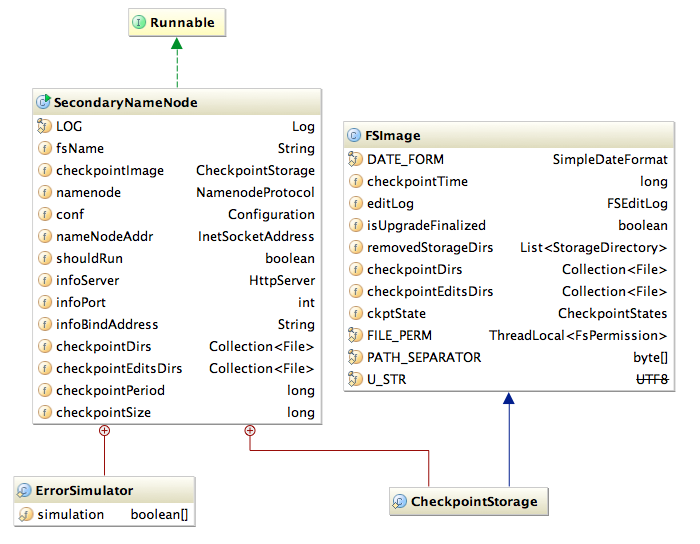 Runnable
SecondaryNameNode
LOG Log
fsName String
checkpointImage CheckpointStorage
namenode NamenodeProtocol
conf Configuration
nameNodeAddr InetSocketAddress
shouldRun boolean
infoServer HttpServer
infoPort int
infoBindAddress String
checkpointDirs Collection<File>
checkpointEditsDirs Collection<File>
checkpointPeriod long
checkpointSize long
FSImage
DATE_FORM SimpleDateFormat
checkpointTime long
editLog FSEditLog
isUpgradeFinalized boolean
removedStorageDirs List<StorageDirectory>
checkpointDirs Collection<File>
checkpointEditsDirs Collection<File>
ckptState CheckpointStates
FILE_PERM ThreadLocal<FsPermission>
PATH_SEPARATOR byte[]
U_STR UTF8
ErrorSimulator
simulation boolean[]
CheckpointStorage